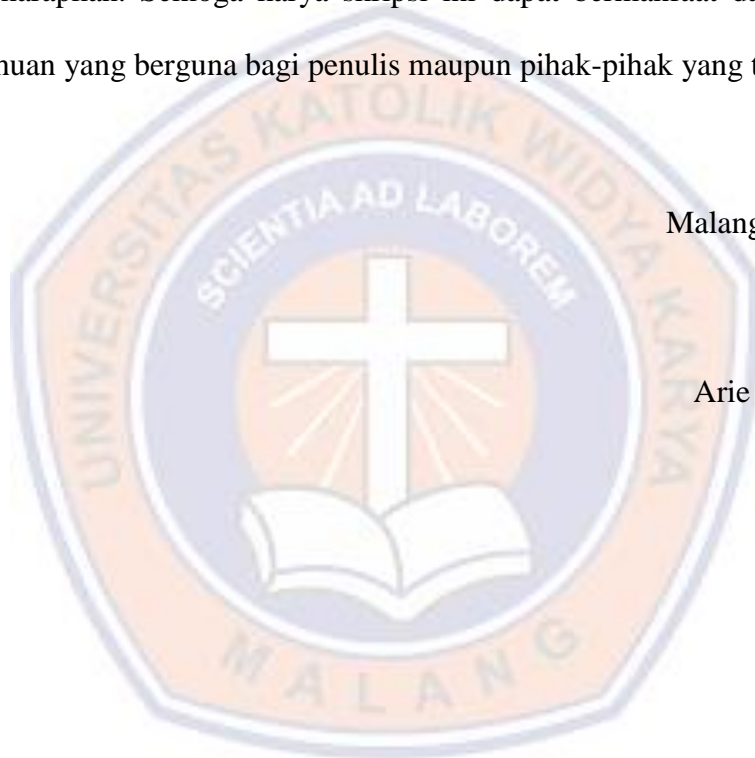 harapkan. Semoga karya skripsi ini dapat bermanfaat
huan yang berguna bagi penulis maupun pihak-pihak yang
UNIVERSITAS KATOLIK WIDYA KARYA
SCIENTIA AD LABOREM
Malang
Arie
MALANG